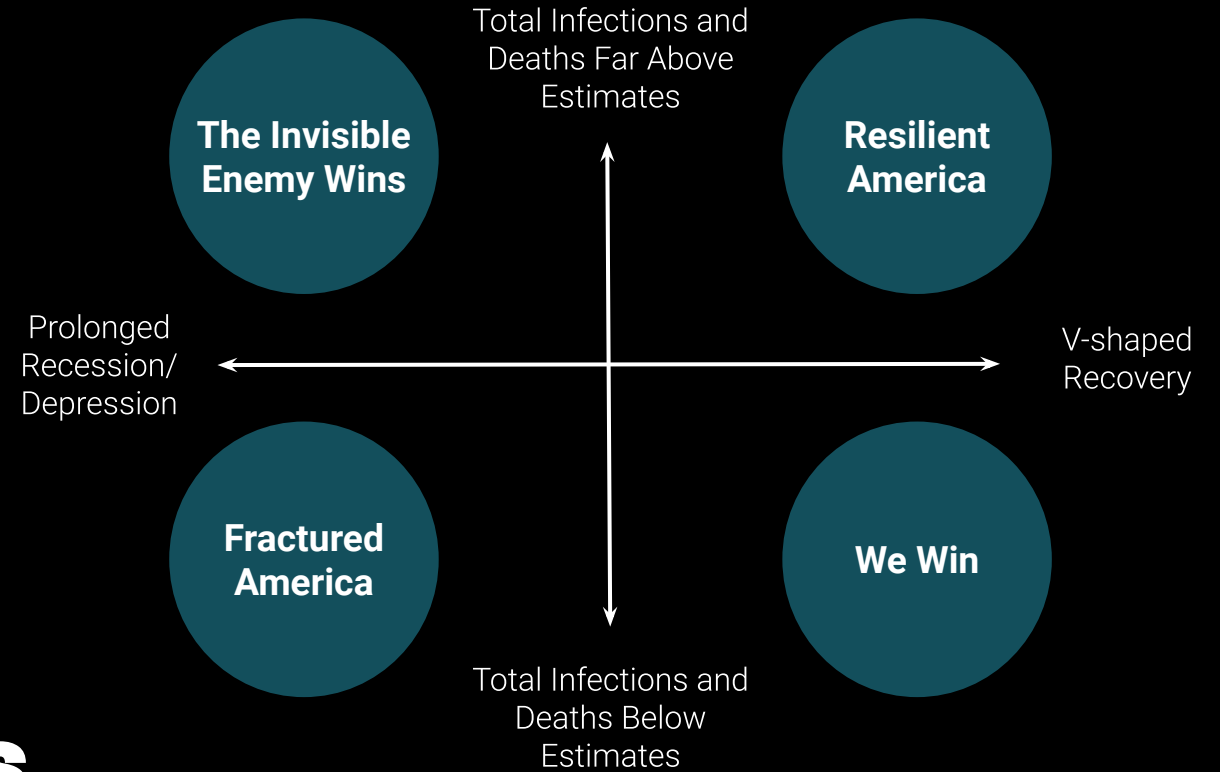 Total Infections and
Deaths Far Above
Estimates
The Invisible
Enemy Wins
Resilient
America
Prolonged
Recession/
Depression
V-shaped
Recovery
Fractured
America
We Win
Total Infections and
Deaths Below
Estimates
s